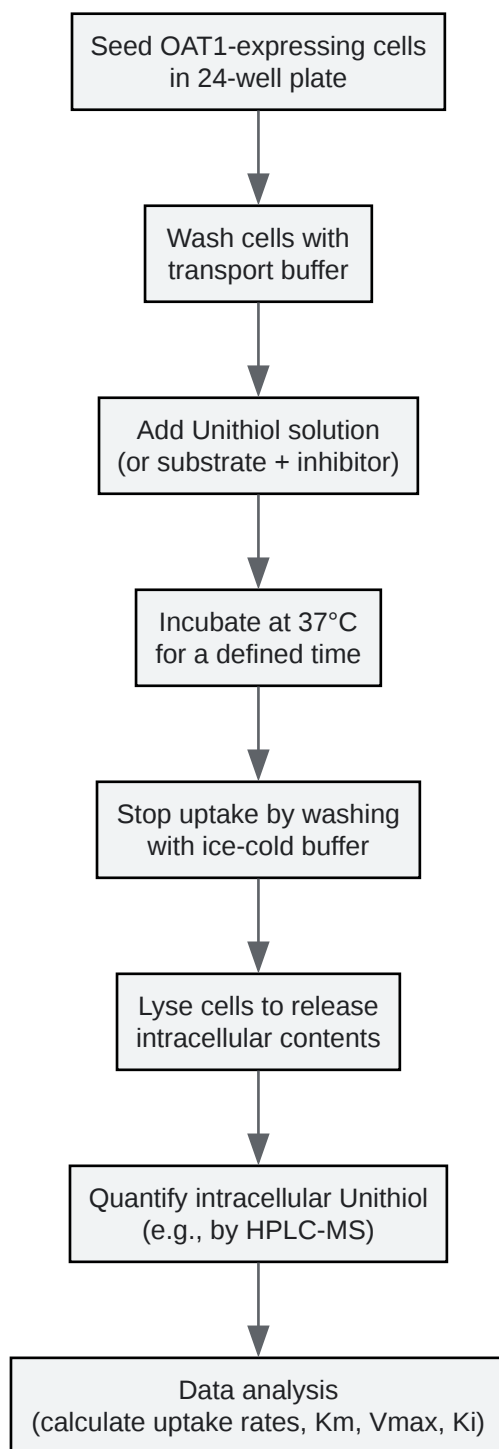 Seed OAT1-expressing cells
in 24-well plate
Wash cells with
transport buffer
Add Unithiol solution
(or substrate + inhibitor)
Incubate at 37°C
for a defined time
Stop uptake by washing
with ice-cold buffer
Lyse cells to release
intracellular contents
Quantify intracellular Unithiol
(e.g., by HPLC-MS)
Data analysis
(calculate uptake rates, Km, Vmax, Ki)